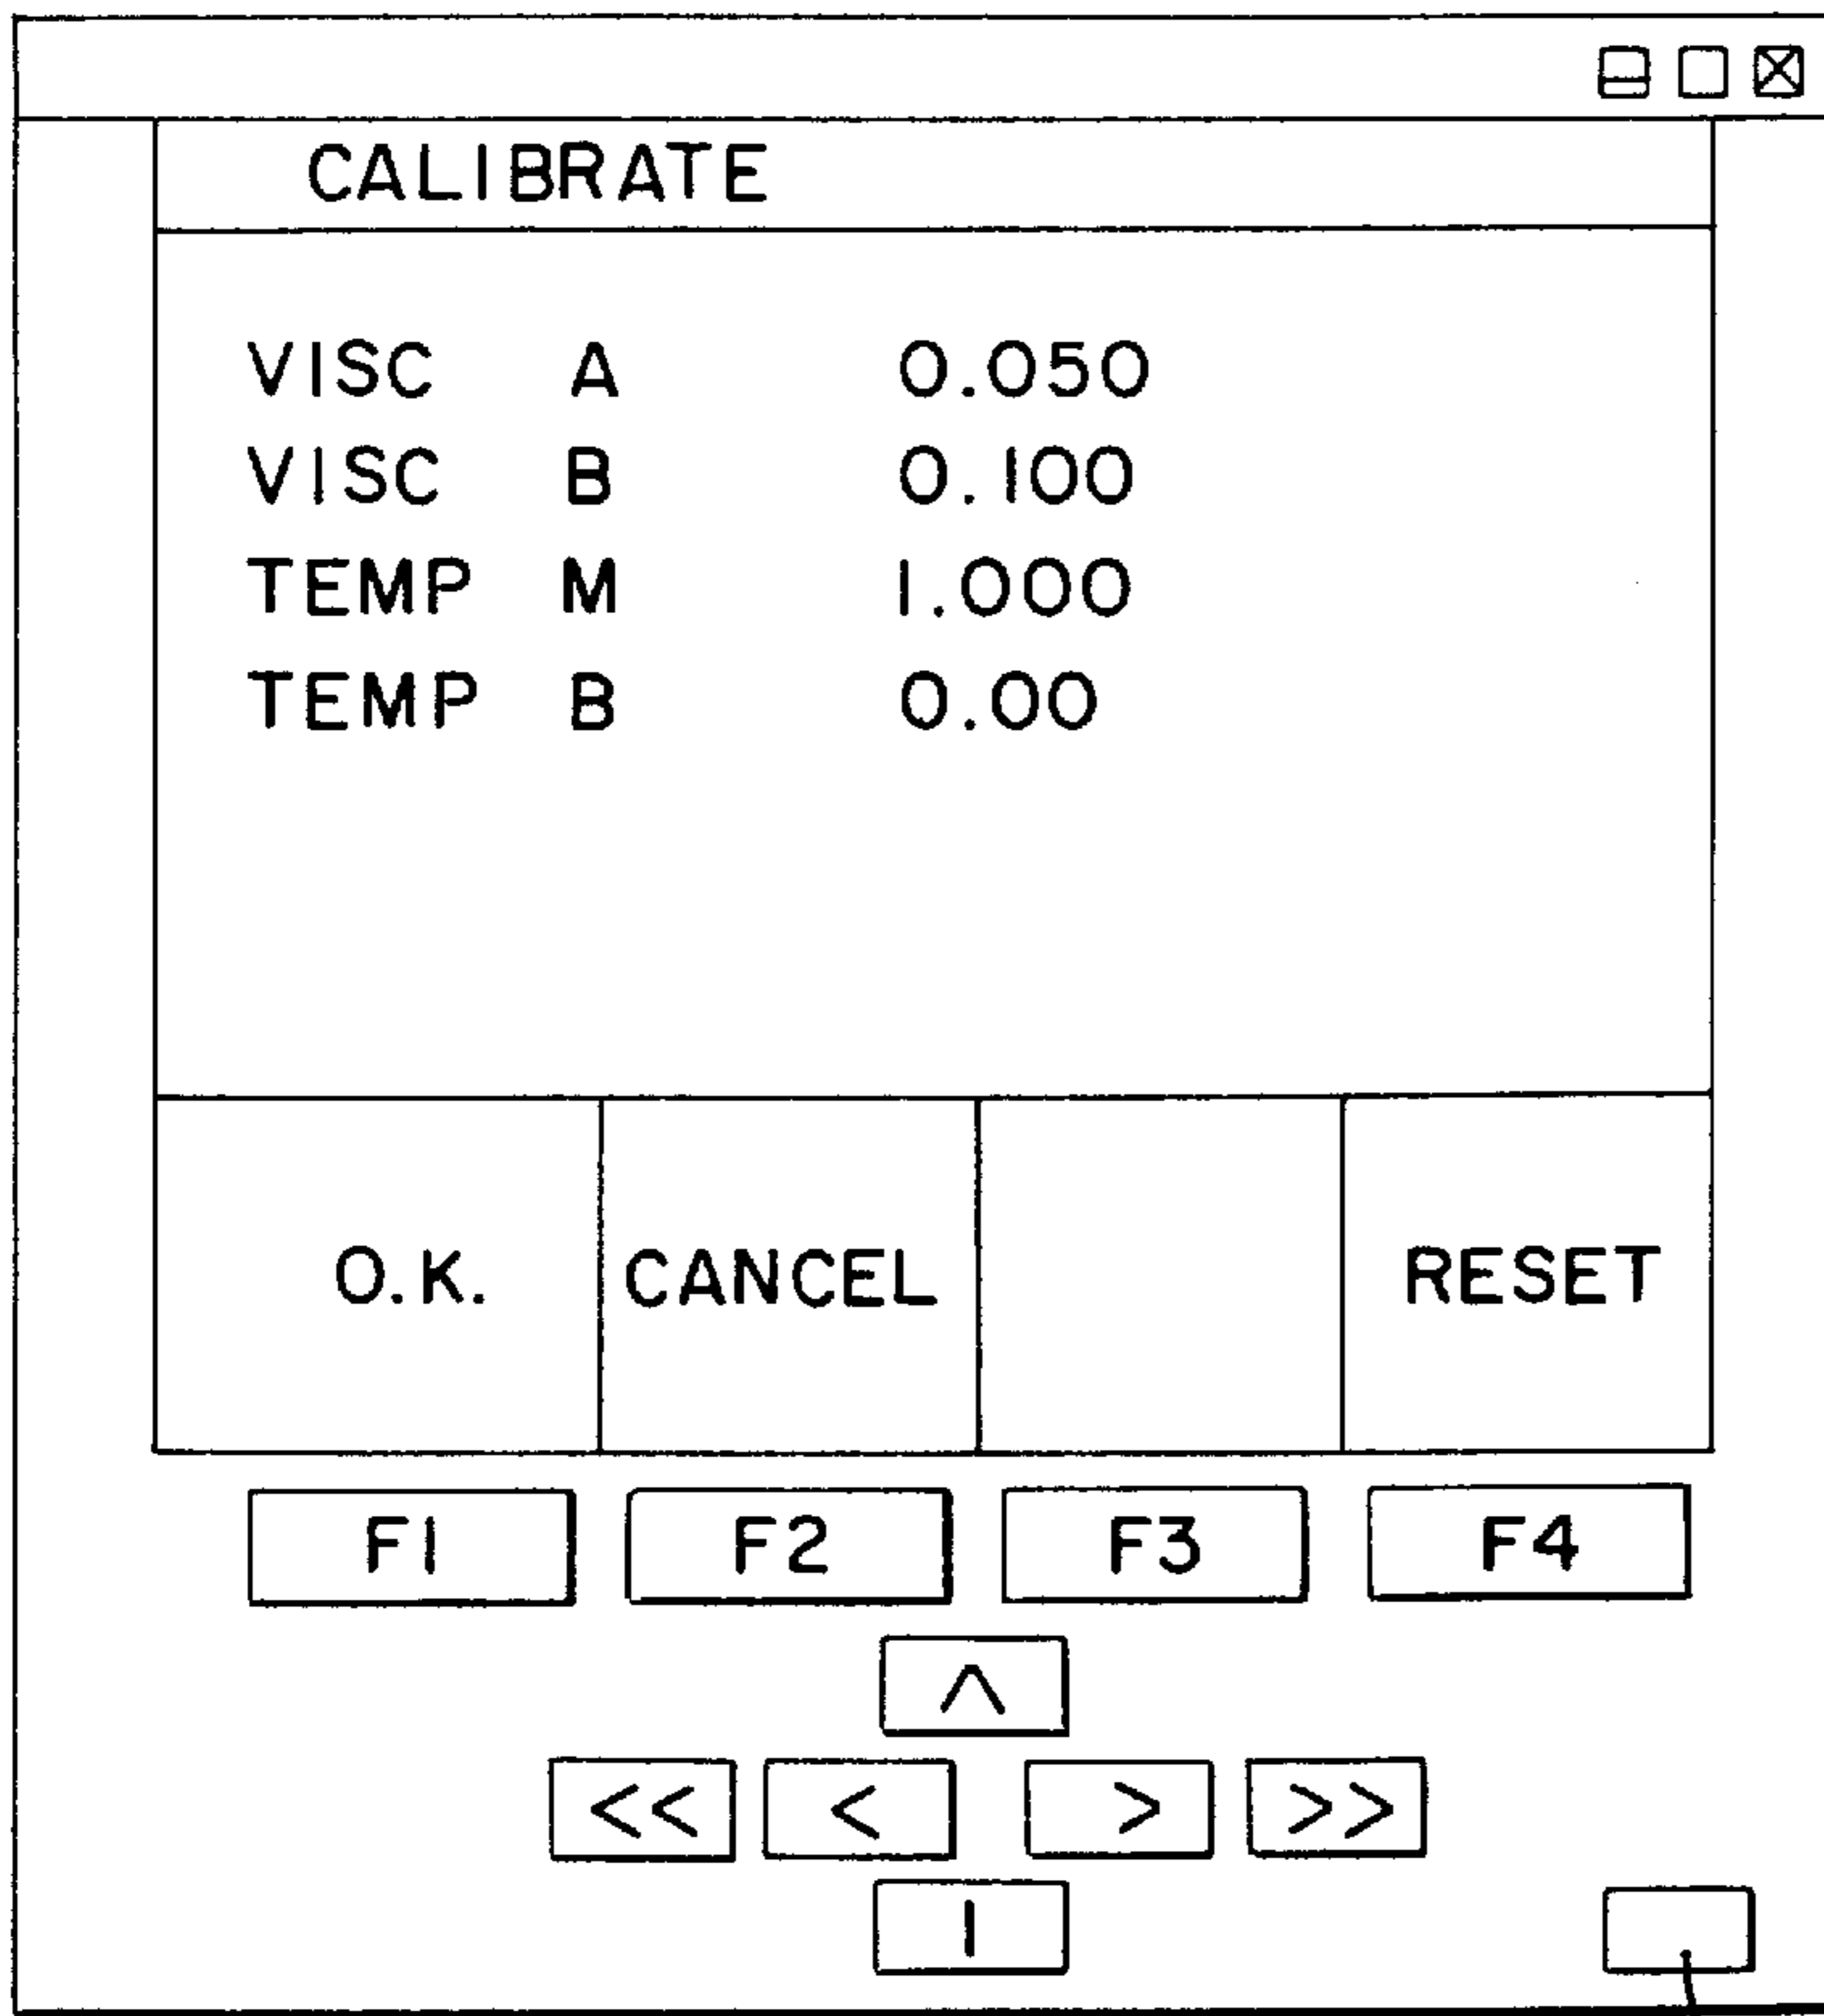 CALIBRATE
VISC A 0.050
VISC B 0.100
TEMP M 1.000
TEMP B 0.00
O.K. CANCEL RESET
F1 F2 F3 F4
^
<< < > >>
|